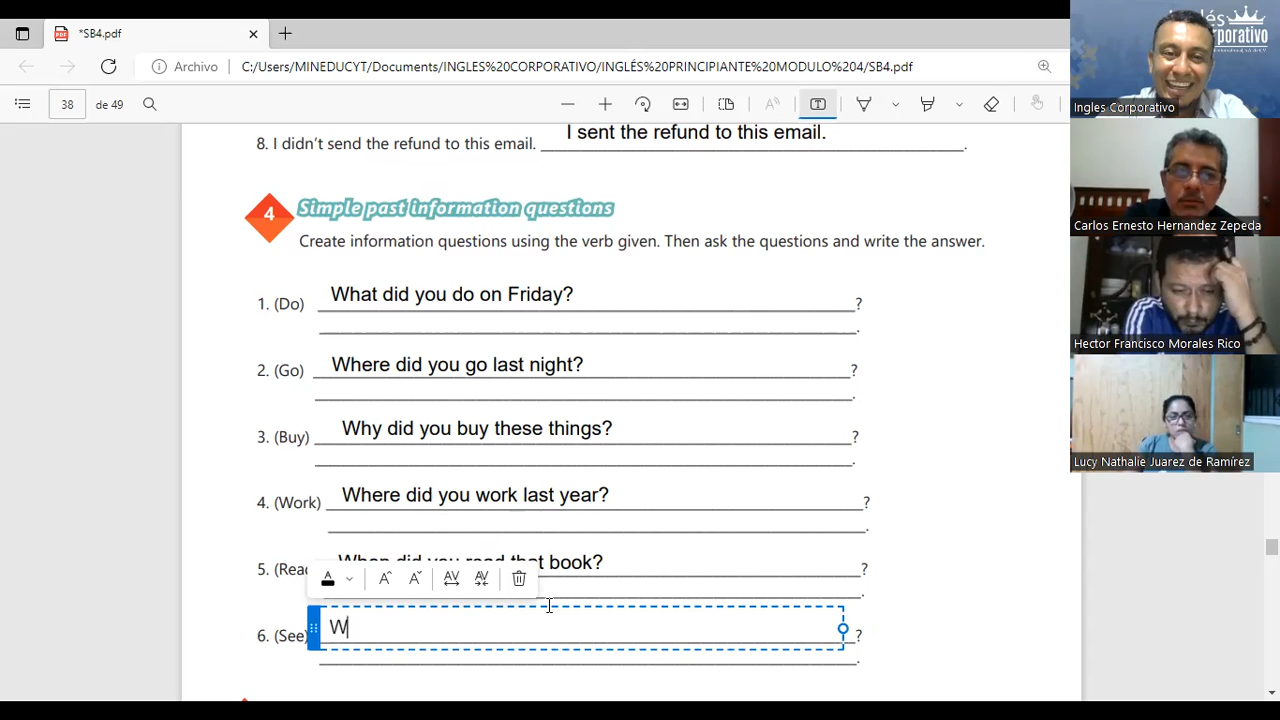 *SB4.pdf
Archivo C:/Users/MINEDUCYT/Documents/INGLES%20CORPORATIVO/INGLÉS%20PRINCIPIANTE%20MODULO%204/SB4.pdf
38 de 49
8. I didn't send the refund to this email. I sent the refund to this email.
4 Simple past information questions
Create information questions using the verb given. Then ask the questions and write the answer.
1. (Do) What did you do on Friday? ?
2. (Go) Where did you go last night? ?
3. (Buy) Why did you buy these things? ?
4. (Work) Where did you work last year? ?
5. (Read When did you read that book? ?
6. (See) W ?
Ingles Corporativo
Carlos Ernesto Hernandez Zepeda
Hector Francisco Morales Rico
Lucy Nathalie Juarez de Ramírez